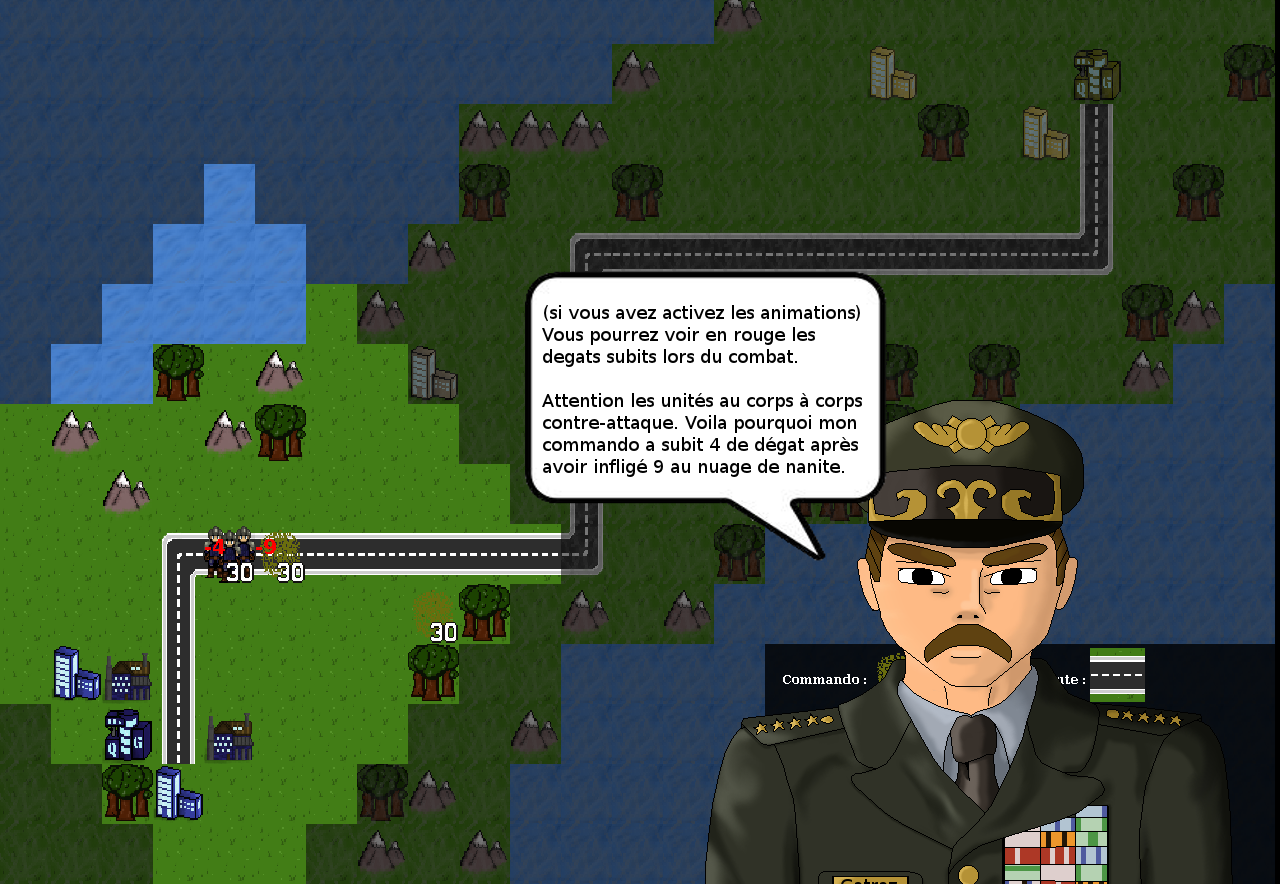 (si vous avez activez les animations)
Vous pourrez voir en rouge les
degats subits lors du combat.
Attention les unités au corps à corps
contre-attaque. Voila pourquoi mon
commando a subit 4 de dégat après
avoir infligé 9 au nuage de nanite.
-4 -9
30 30
30
Commando :
ute :
Q
Q